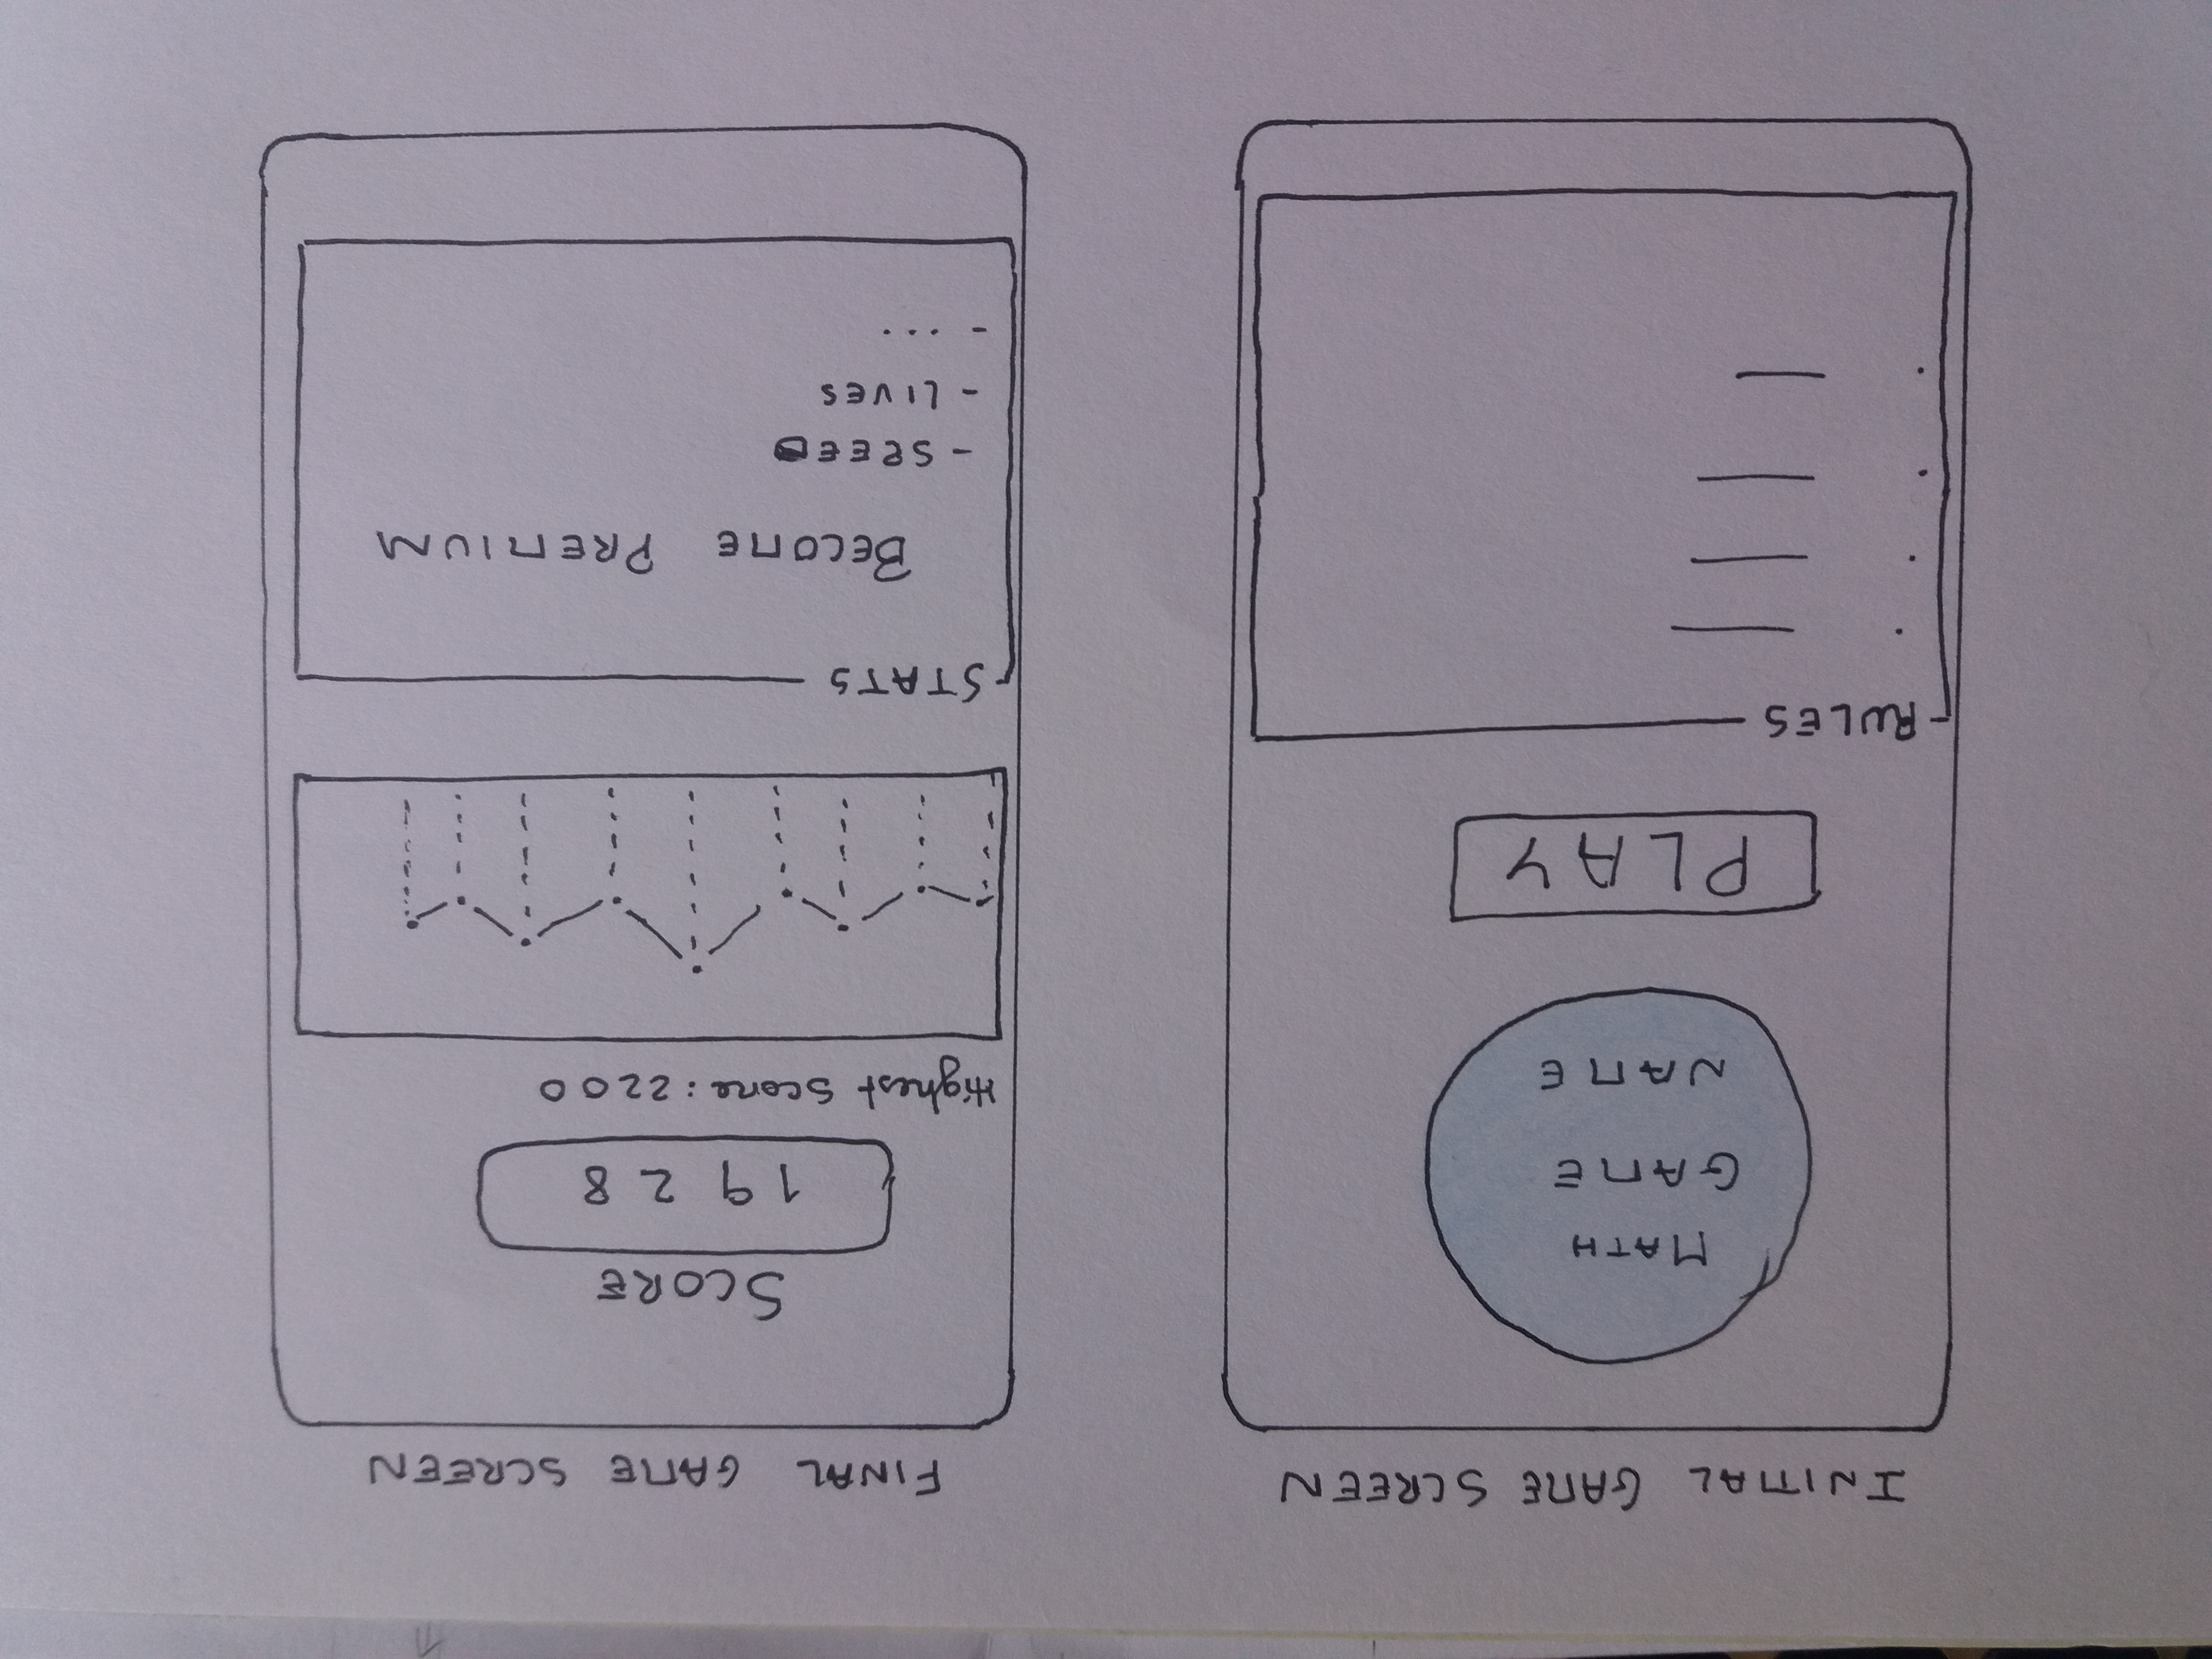 INITIAL GAME SCREEN
MATH
GAME
NAME
PLAY
RULES
FINAL GAME SCREEN
SCORE
1928
Highest Score: 2200
STATS
BECOME PREMIUM
- SPEED
- LIVES
- ...